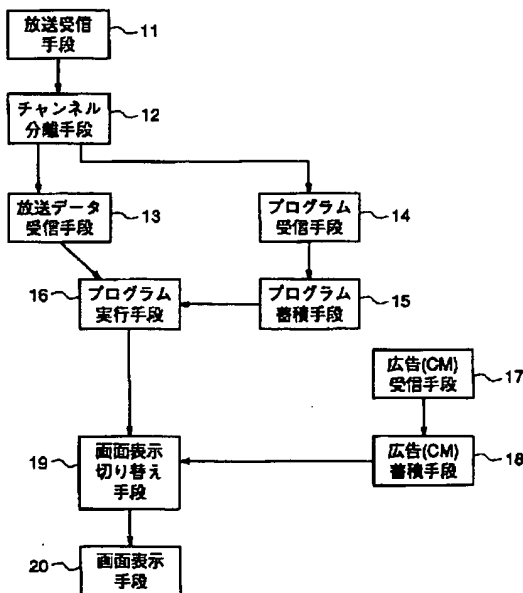 放送受信
手段
11
チャンネル
分離手段
12
放送データ
受信手段
13
プログラム
受信手段
14
16
プログラム
実行手段
プログラム
蓄積手段
15
広告(CM)
受信手段
17
19
画面表示
切り替え
手段
広告(CM)
蓄積手段
18
20
画面表示
手段